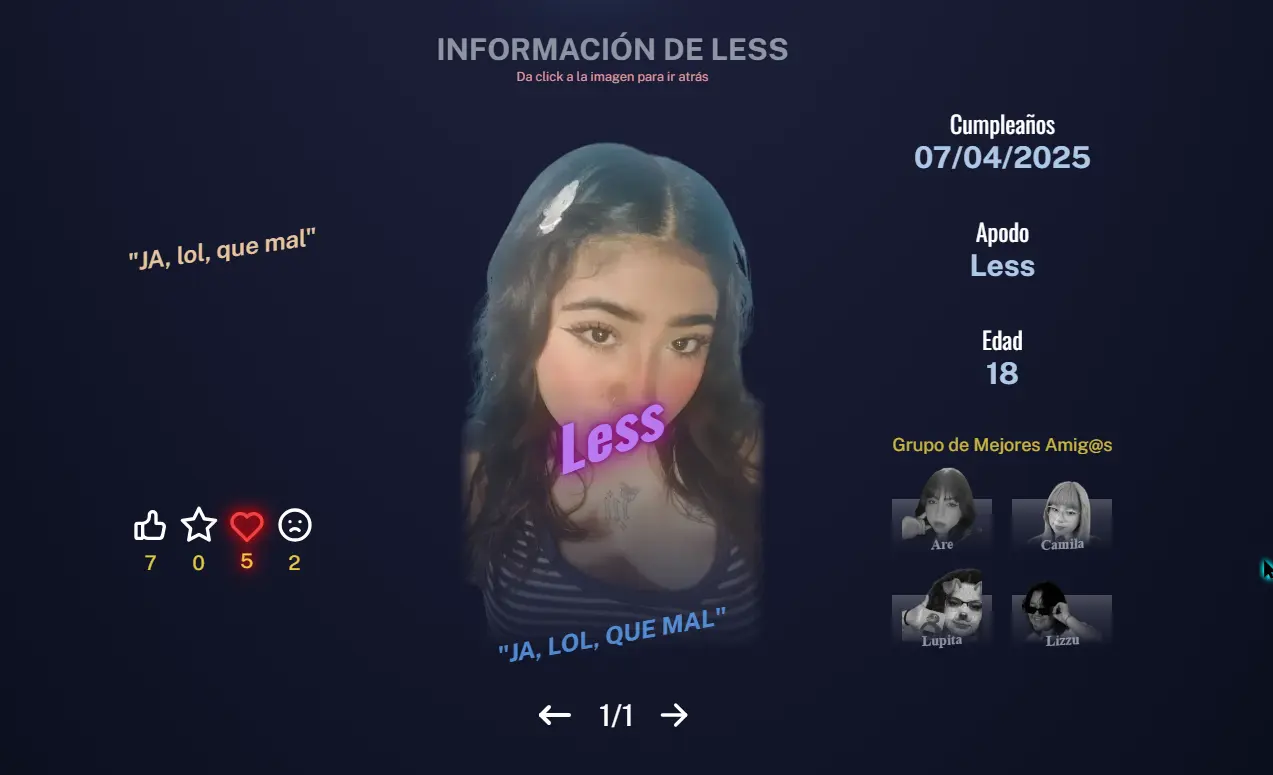 INFORMACIÓN DE LESS
Da click a la imagen para ir atrás
"JA, lol, que mal"
7 0 5 2
Less
"JA, LOL, QUE MAL"
1/1
Cumpleaños
07/04/2025
Apodo
Less
Edad
18
Grupo de Mejores Amig@s
Are
Camila
Lupita
Lizzu